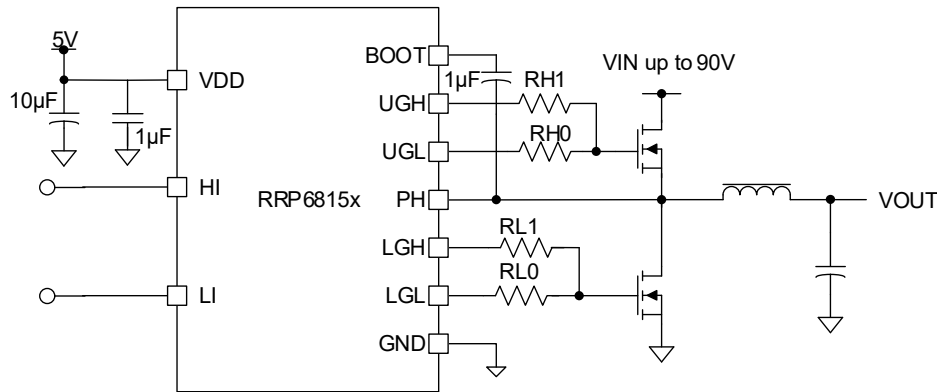 5V
10µF
1µF
VDD
HI
LI
RRP6815x
BOOT
UGH
UGL
PH
LGH
LGL
GND
1µF
RH1
RH0
RL1
RL0
VIN up to 90V
VOUT